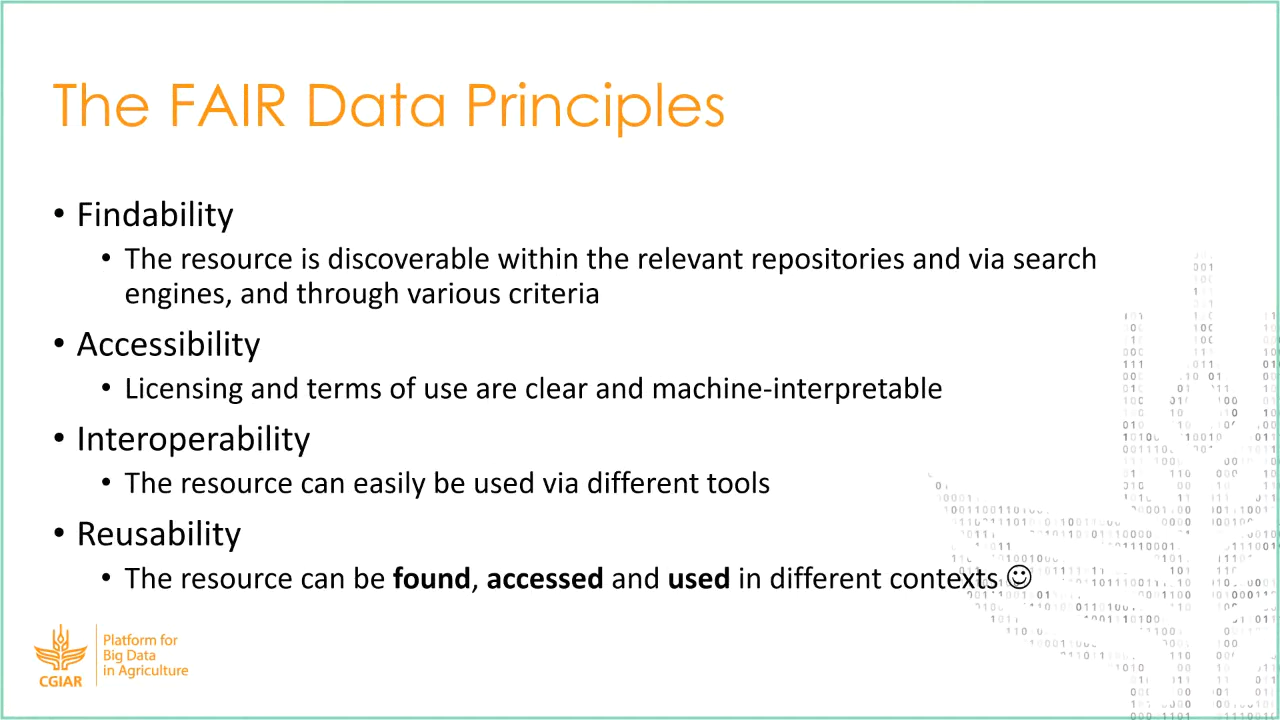 The FAIR Data Principles
• Findability
• The resource is discoverable within the relevant repositories and via search
engines, and through various criteria
• Accessibility
• Licensing and terms of use are clear and machine-interpretable
• Interoperability
• The resource can easily be used via different tools
• Reusability
• The resource can be found, accessed and used in different contexts ☺
CGIAR
Platform for
Big Data
in Agriculture